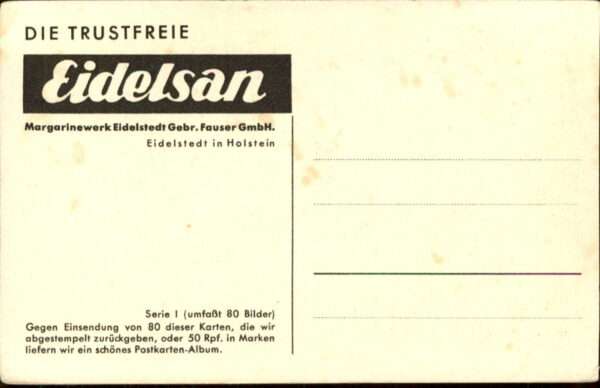 DIE TRUSTFREIE
Eidelsan
Margarinewerk Eidelstedt Gebr. Fauser GmbH.
Eidelstedt in Holstein
Serie I (umfaßt 80 Bilder)
Gegen Einsendung von 80 dieser Karten, die wir
abgestempelt zurückgeben, oder 50 Rpf. in Marken
liefern wir ein schönes Postkarten-Album.